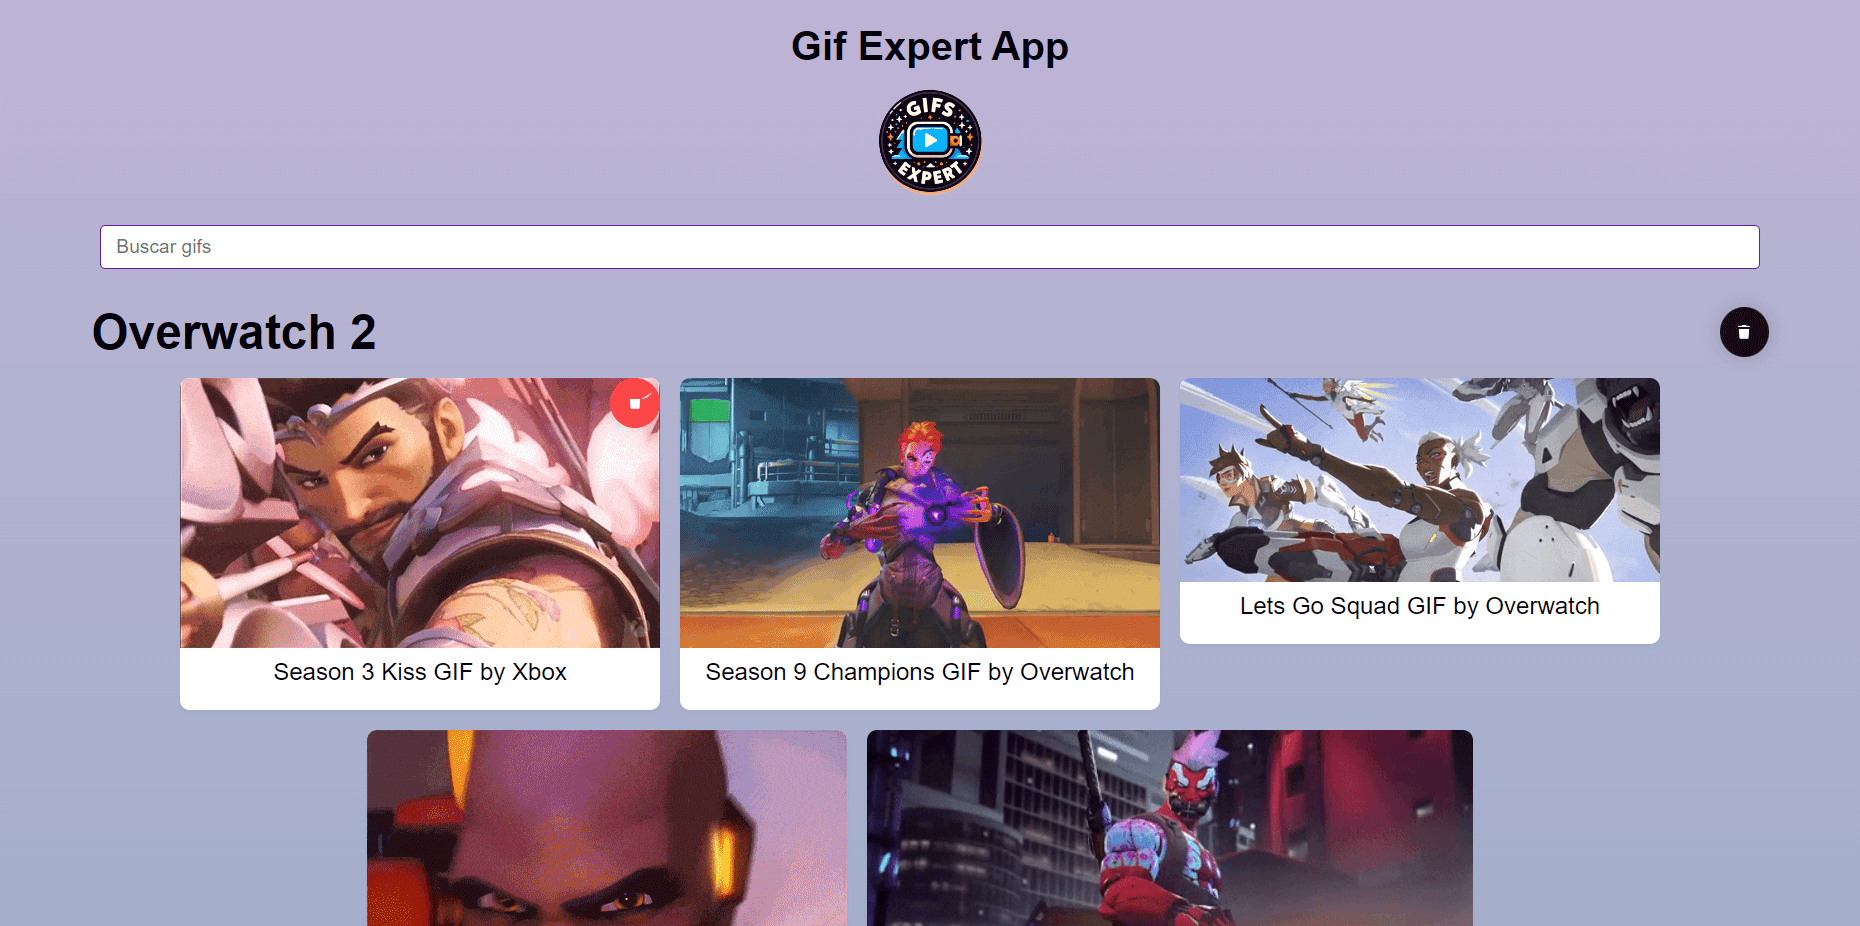 Gif Expert App
GIFS
EXPERT
Buscar gifs
Overwatch 2
Season 3 Kiss GIF by Xbox
Season 9 Champions GIF by Overwatch
Lets Go Squad GIF by Overwatch